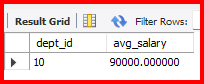 Result Grid Filter Rows:
dept_id avg_salary
10 90000.000000